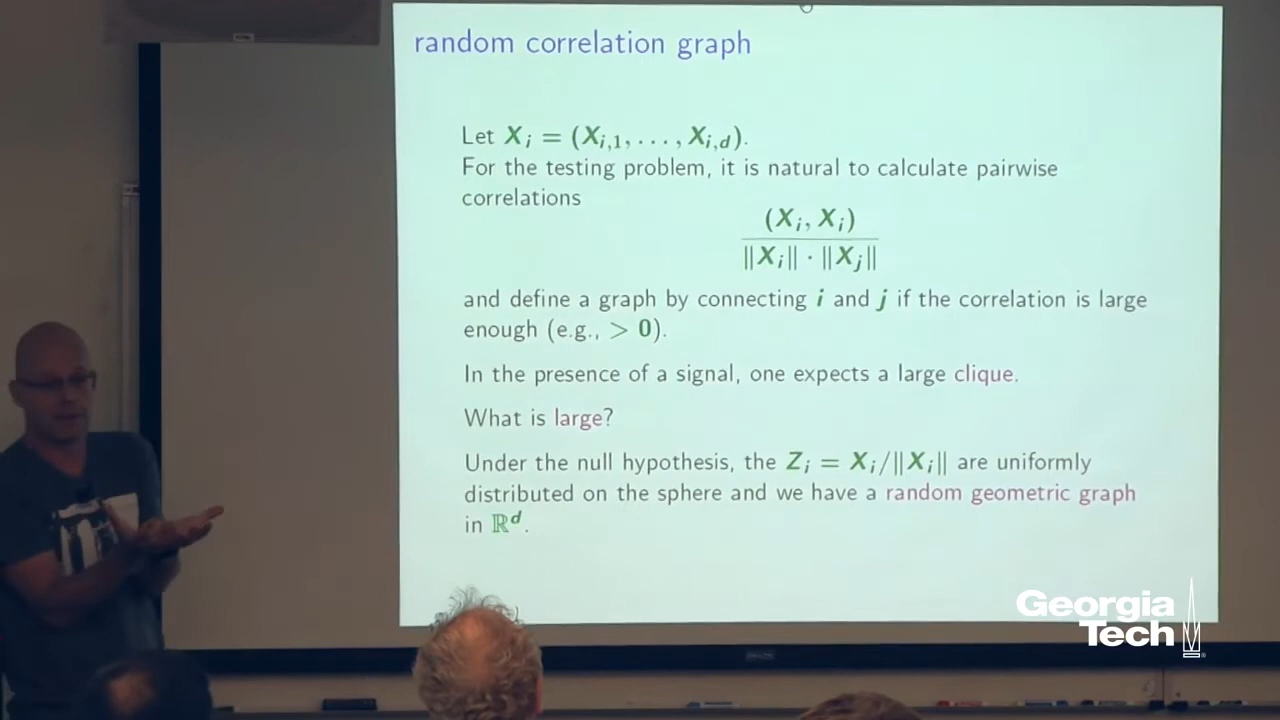 random correlation graph
Let X_i = (X_{i,1}, . . . , X_{i,d}).
For the testing problem, it is natural to calculate pairwise
correlations
(X_i, X_i)
‖X_i‖ · ‖X_j‖
and define a graph by connecting i and j if the correlation is large
enough (e.g., > 0).
In the presence of a signal, one expects a large clique.
What is large?
Under the null hypothesis, the Z_i = X_i/‖X_i‖ are uniformly
distributed on the sphere and we have a random geometric graph
in ℝ^d.
Georgia
Tech